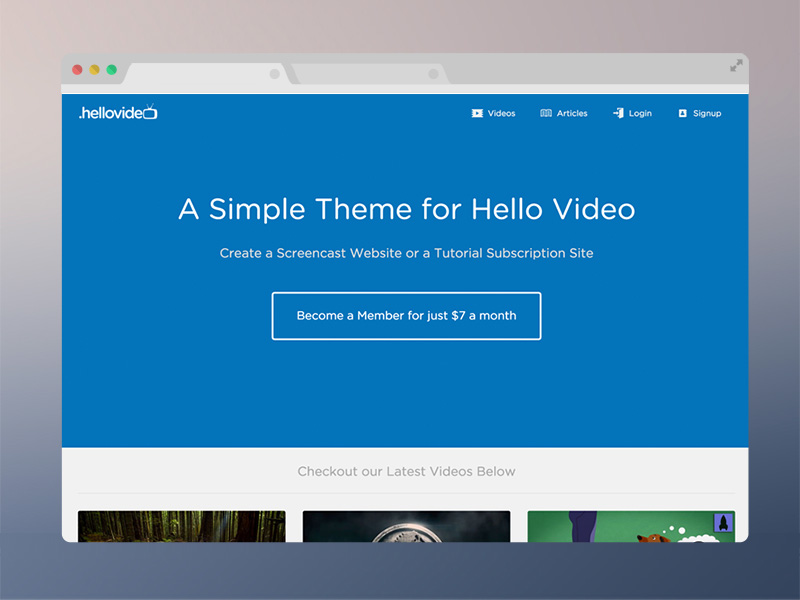 .hellovideo
Videos
Articles
Login
Signup
A Simple Theme for Hello Video
Create a Screencast Website or a Tutorial Subscription Site
Become a Member for just $7 a month
Checkout our Latest Videos Below